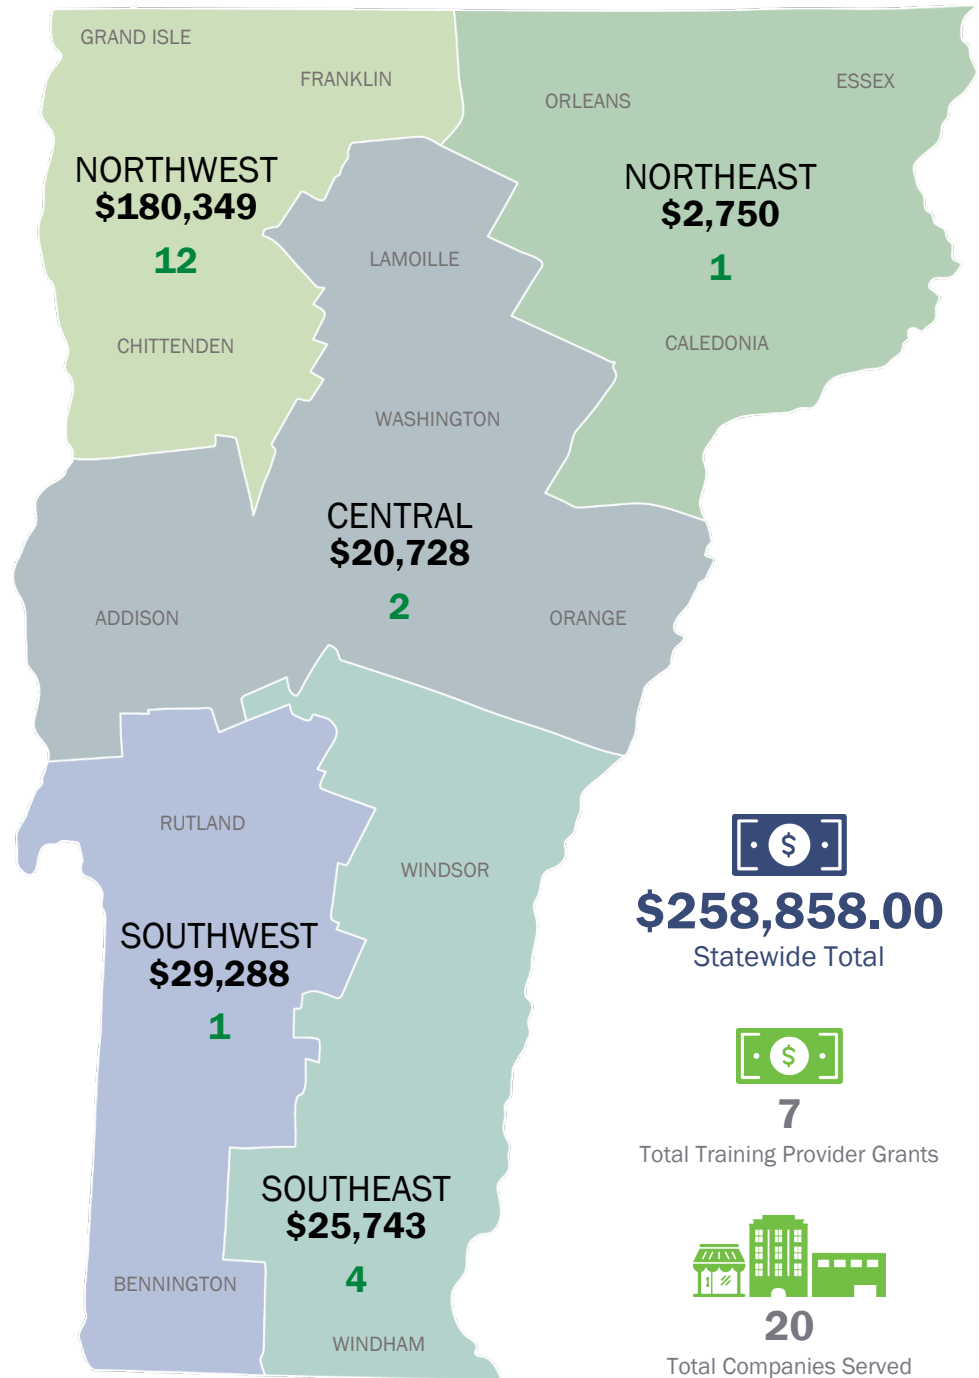 GRAND ISLE
FRANKLIN
ORLEANS
ESSEX
NORTHWEST
$180,349
12
NORTHEAST
$2,750
1
LAMOILLE
CHITTENDEN
CALEDONIA
WASHINGTON
CENTRAL
$20,728
2
ADDISON
ORANGE
RUTLAND
WINDSOR
SOUTHWEST
$29,288
1
SOUTHEAST
$25,743
4
BENNINGTON
WINDHAM
$
$258,858.00
Statewide Total
$
7
Total Training Provider Grants
20
Total Companies Served